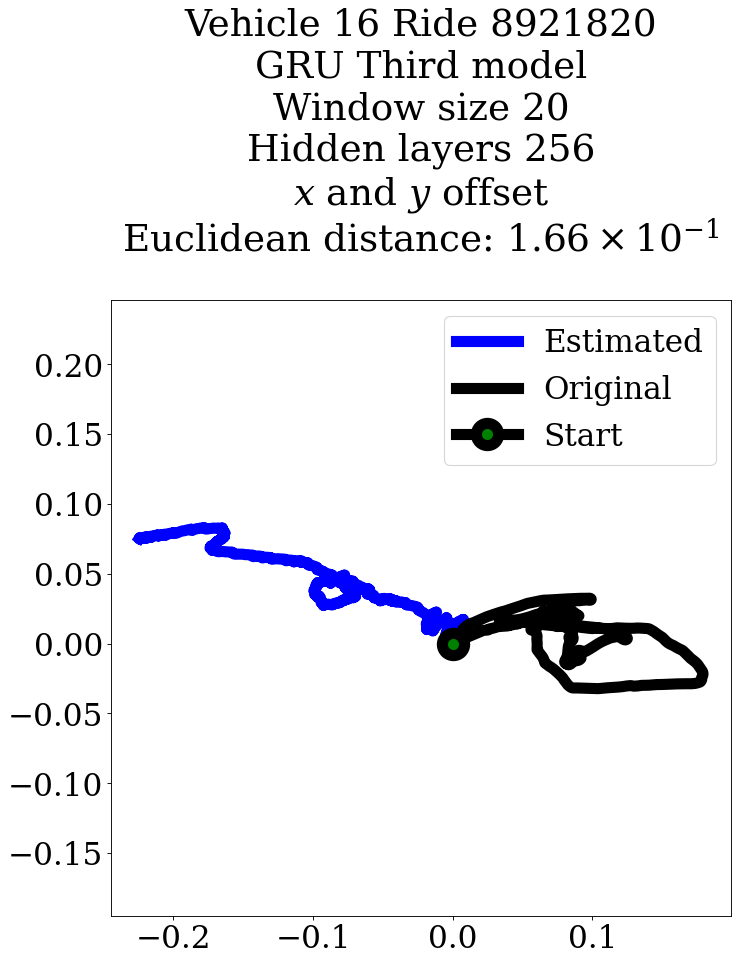 Vehicle 16 Ride 8921820
GRU Third model
Window size 20
Hidden layers 256
x and y offset
Euclidean distance: 1.66 × 10⁻¹
Estimated
Original
Start
0.20
0.15
0.10
0.05
0.00
−0.05
−0.10
−0.15
−0.2 −0.1 0.0 0.1